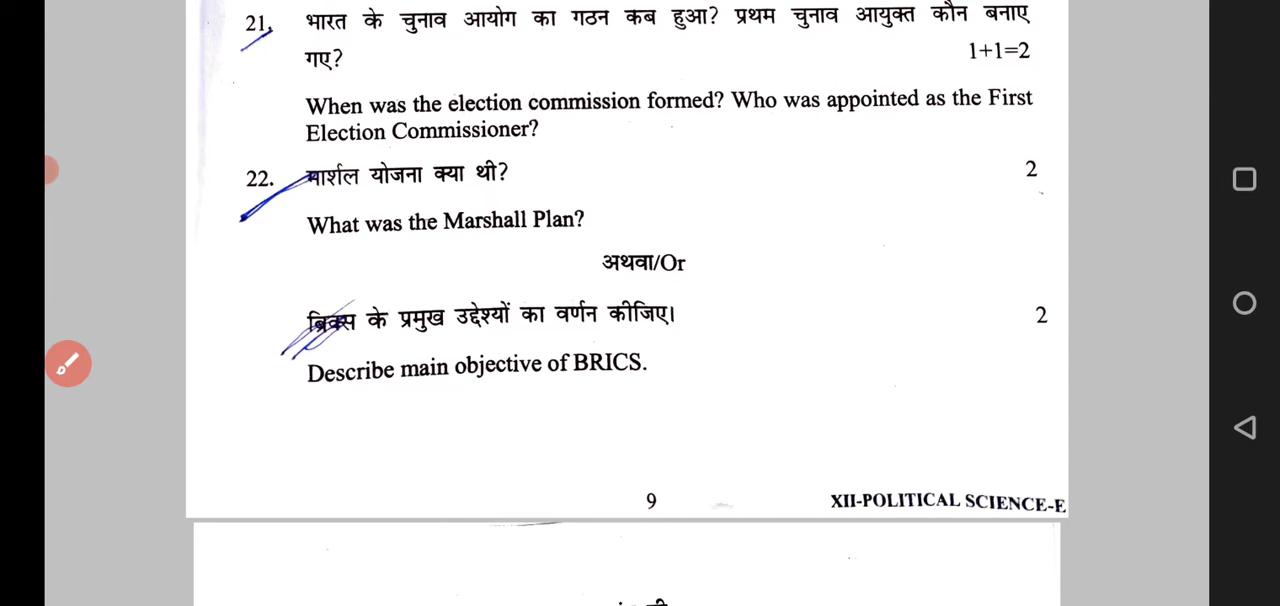 21. भारत के चुनाव आयोग का गठन कब हुआ? प्रथम चुनाव आयुक्त कौन बनाए
गए? 1+1=2
When was the election commission formed? Who was appointed as the First
Election Commissioner?
22. मार्शल योजना क्या थी? 2
What was the Marshall Plan?
अथवा/Or
ब्रिक्स के प्रमुख उद्देश्यों का वर्णन कीजिए। 2
Describe main objective of BRICS.
9 XII-POLITICAL SCIENCE-E